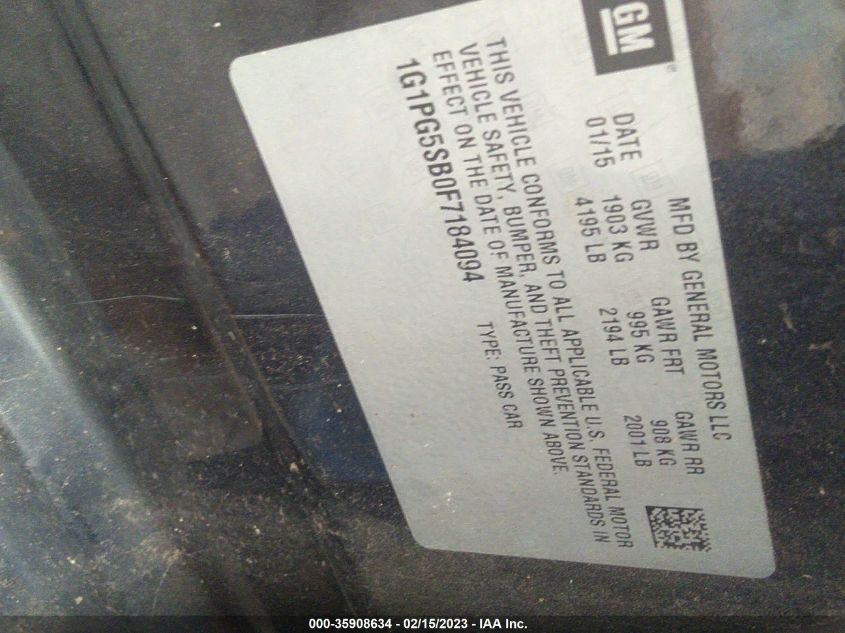 GM
®
MFD BY GENERAL MOTORS LLC
DATE GVWR GAWR FRT GAWR RR
01/15 1903 KG 995 KG 908 KG
4195 LB 2194 LB 2001 LB
THIS VEHICLE CONFORMS TO ALL APPLICABLE U.S. FEDERAL MOTOR
VEHICLE SAFETY, BUMPER, AND THEFT PREVENTION STANDARDS IN
EFFECT ON THE DATE OF MANUFACTURE SHOWN ABOVE.
1G1PG5SB0F7184094 TYPE: PASS CAR
000-35908634 - 02/15/2023 - IAA Inc.